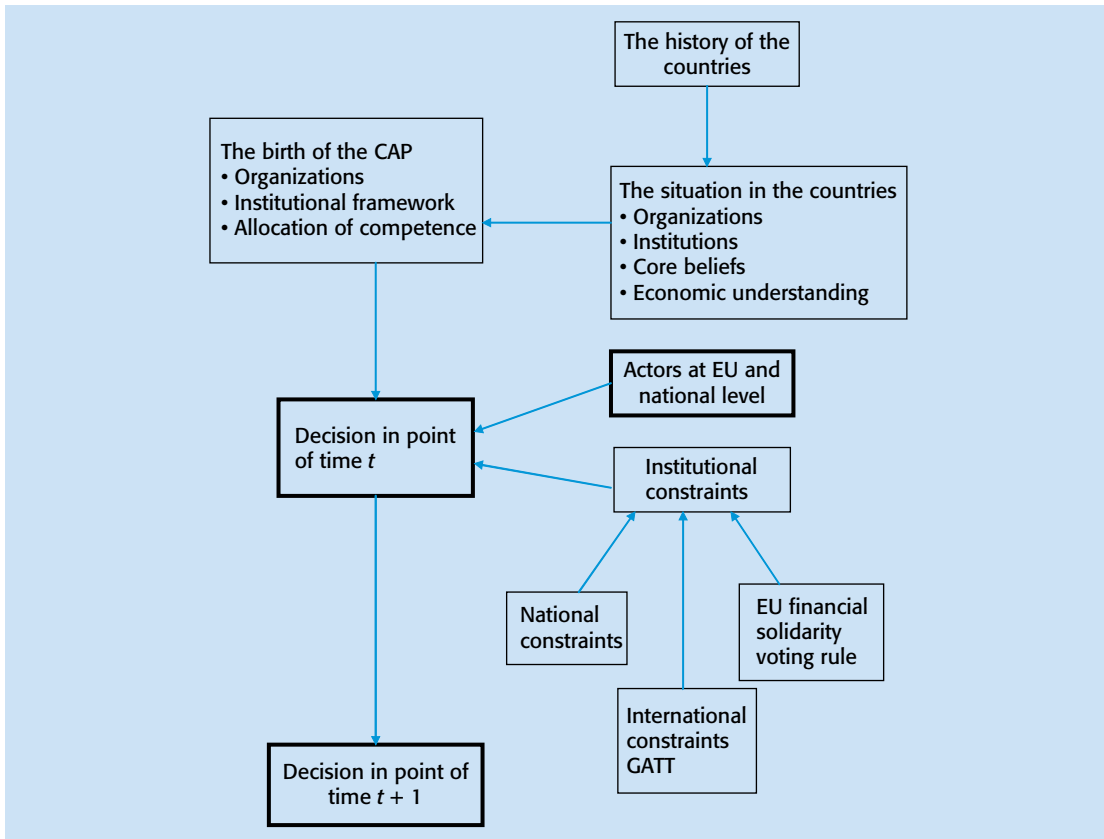 The history of the
countries
The birth of the CAP
• Organizations
• Institutional framework
• Allocation of competence
The situation in the countries
• Organizations
• Institutions
• Core beliefs
• Economic understanding
Actors at EU and
national level
Decision in point
of time t
Institutional
constraints
National
constraints
EU financial
solidarity
voting rule
International
constraints
GATT
Decision in point of
time t + 1